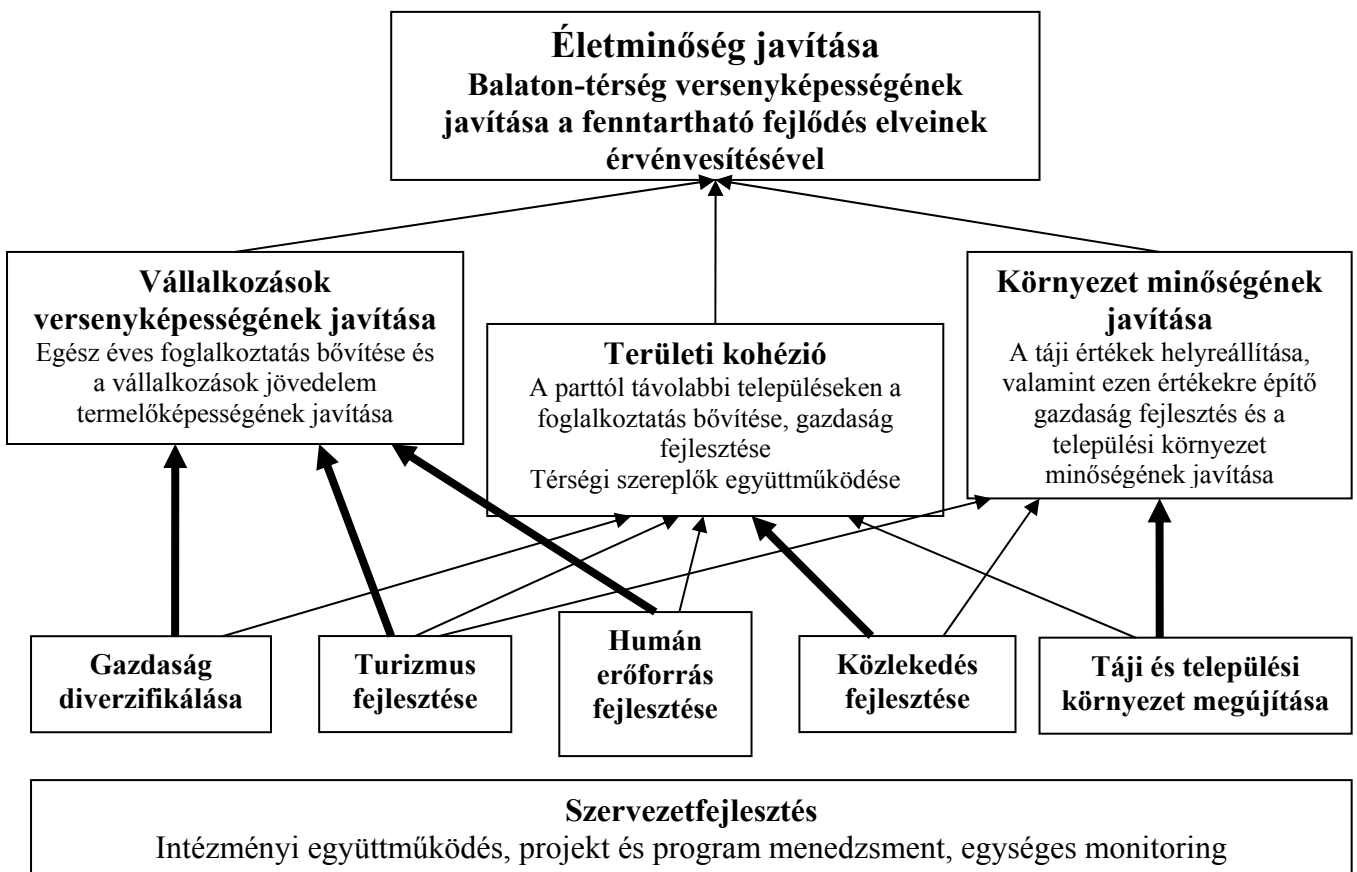 Életminőség javítása
Balaton-térség versenyképességének
javítása a fenntartható fejlődés elveinek
érvényesítésével
Vállalkozások
versenyképességének javítása
Egész éves foglalkoztatás bővítése és
a vállalkozások jövedelem
termelőképességének javítása
Területi kohézió
A parttól távolabbi településeken a
foglalkoztatás bővítése, gazdaság
fejlesztése
Térségi szereplők együttműködése
Környezet minőségének
javítása
A táji értékek helyreállítása,
valamint ezen értékekre építő
gazdaság fejlesztés és a
települési környezet
minőségének javítása
Gazdaság
diverzifikálása
Turizmus
fejlesztése
Humán
erőforrás
fejlesztése
Közlekedés
fejlesztése
Táji és települési
környezet megújítása
Szervezetfejlesztés
Intézményi együttműködés, projekt és program menedzsment, egységes monitoring